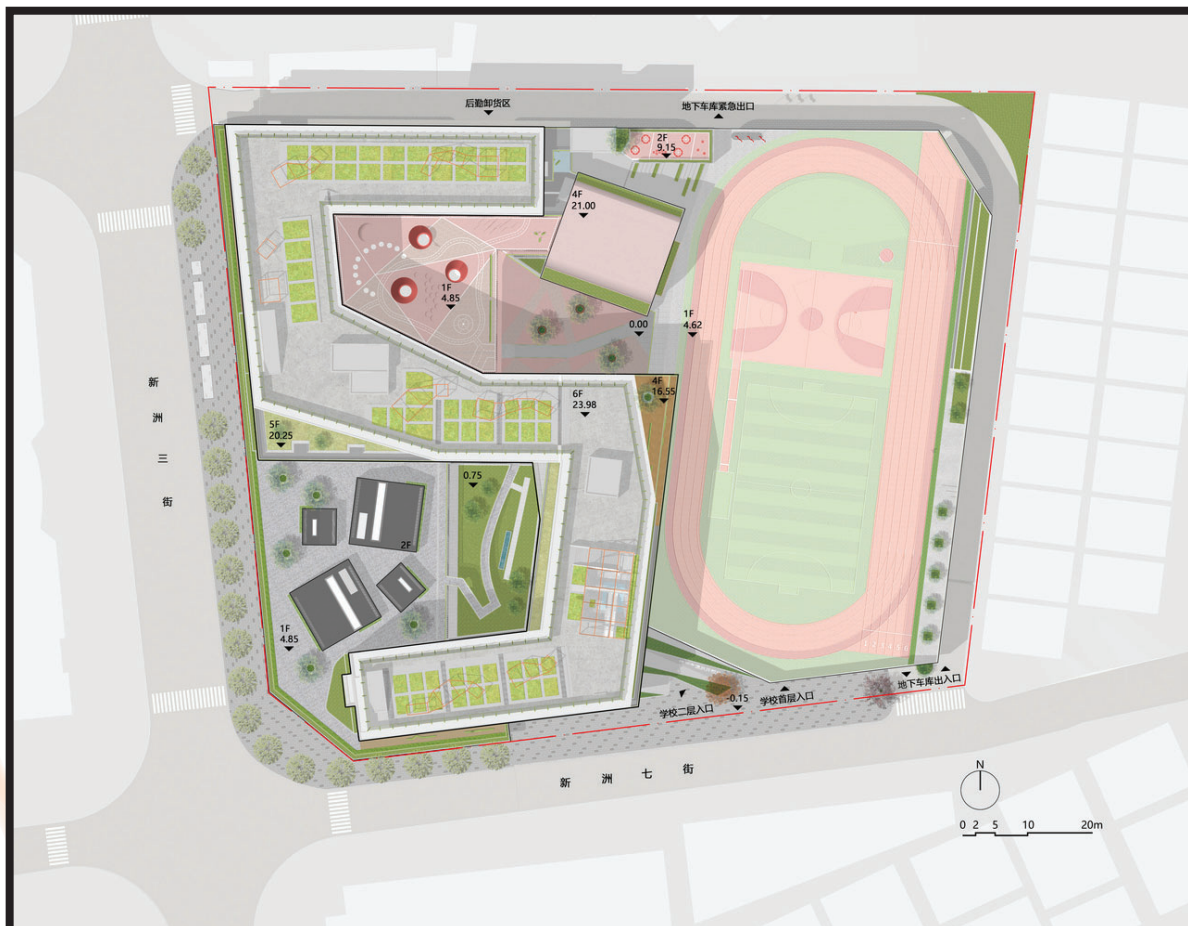 后勤卸货区
地下车库紧急出口
2F
9.15
4F
21.00
1F
4.85
0.00
1F
4.62
新洲三街
4F
16.55
6F
23.98
5F
20.25
0.75
2F
1F
4.85
地下车库出入口
学校首层入口
-0.15
学校二层入口
新洲七街
N
0 2 5 10 20m